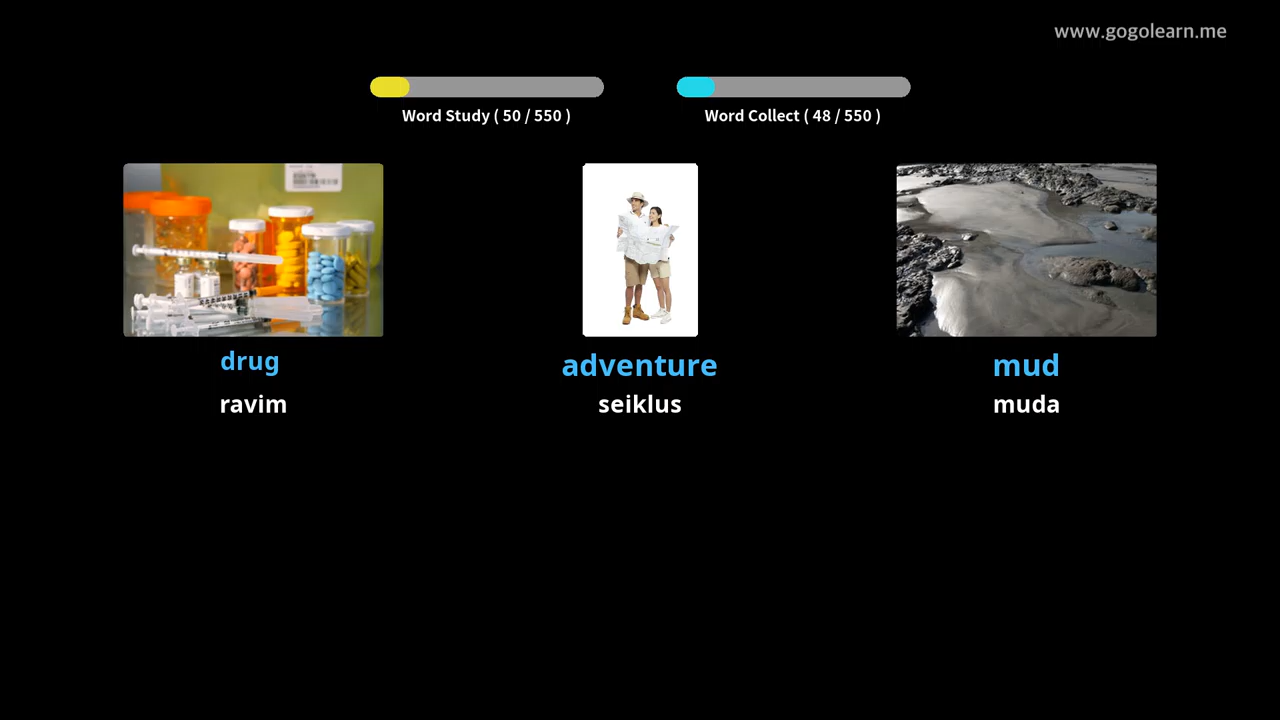 www.gogolearn.me
Word Study ( 50 / 550 )
Word Collect ( 48 / 550 )
drug
adventure
mud
ravim
seiklus
muda